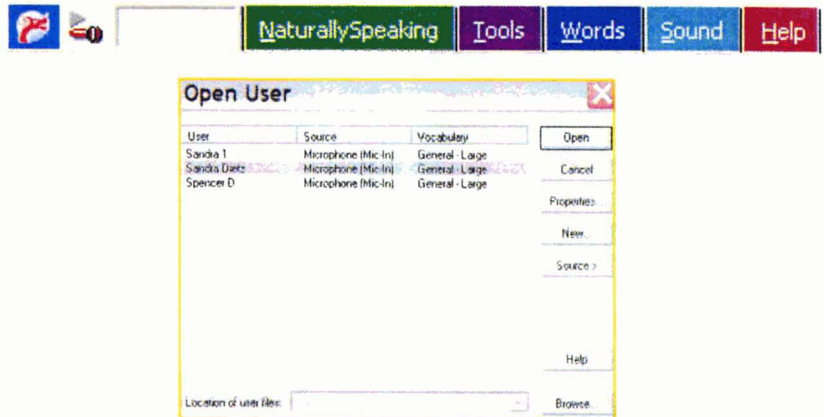 NaturallySpeaking Tools Words Sound Help
Open User
User Source Vocabulary Open
Sandra 1 Microphone (Mic-In) General - Large
Sandra Dietz Microphone (Mic-In) General - Large Cancel
Spencer D Microphone (Mic-In) General - Large
Properties...
New...
Source >
Help
Location of user files: Browse...